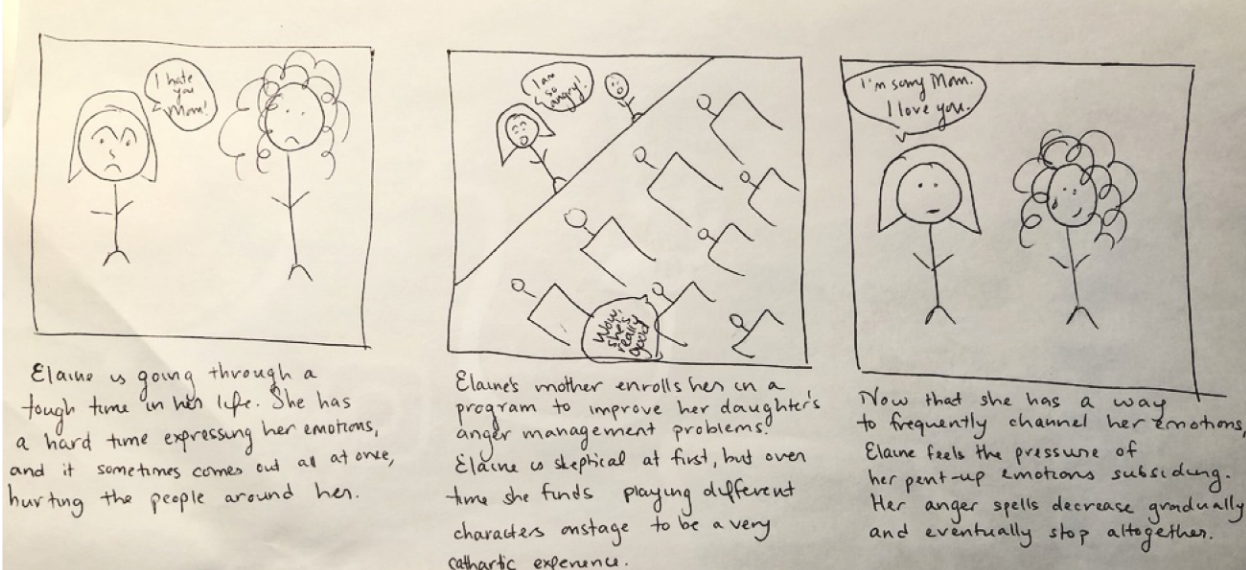 I hate
you
Mom!
Elaine is going through a
tough time in her life. She has
a hard time expressing her emotions,
and it sometimes comes out all at once,
hurting the people around her.
I am
so
angry!
Wow,
she's
really
good
Elaine's mother enrolls her in a
program to improve her daughter's
anger management problems.
Elaine is skeptical at first, but over
time she finds playing different
characters onstage to be a very
cathartic experience.
I'm sorry Mom.
I love you.
Now that she has a way
to frequently channel her emotions,
Elaine feels the pressure of
her pent-up emotions subsiding.
Her anger spells decrease gradually
and eventually stop altogether.